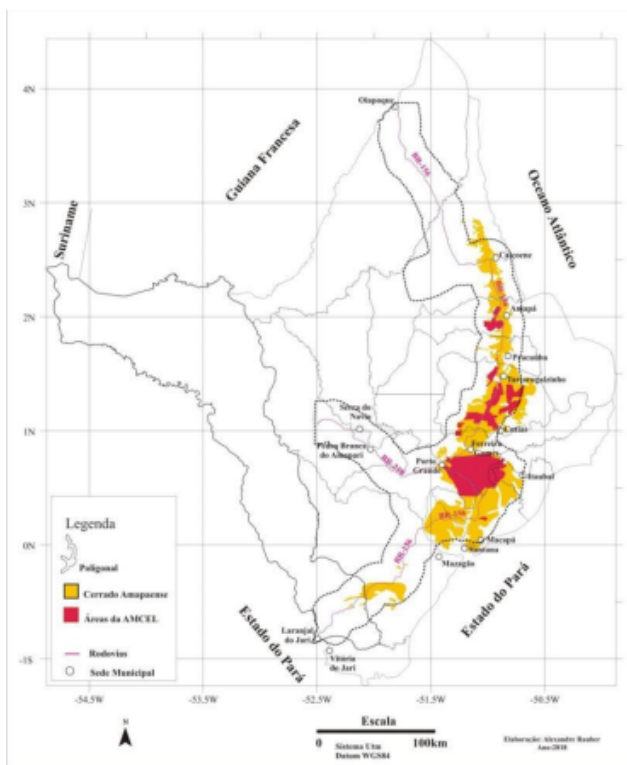 4N
3N
2N
1N
0N
-1S
Oiapoque
BR-156
Guiana Francesa
Oceano Atlântico
Suriname
Calçoene
Amapá
Pracuúba
Tartarugalzinho
Serra do
Navio
Cutias
Pedra Branca
do Amapari
Ferreira
Gomes
Porto
Grande
BR-210
Itaubal
BR-156
Macapá
Santana
Mazagão
BR-156
Estado do Pará
Estado do Pará
Laranjal
do Jari
Vitória
do Jari
Legenda
Poligonal
Cerrado Amapaense
Áreas da AMCEL
Rodovias
Sede Municipal
-54.5W
-53.5W
-52.5W
-51.5W
-50.5W
N
Escala
0
100km
Sistema Utm
Datum WGS84
Elaboração: Alexandre Rauber
Ano:2018